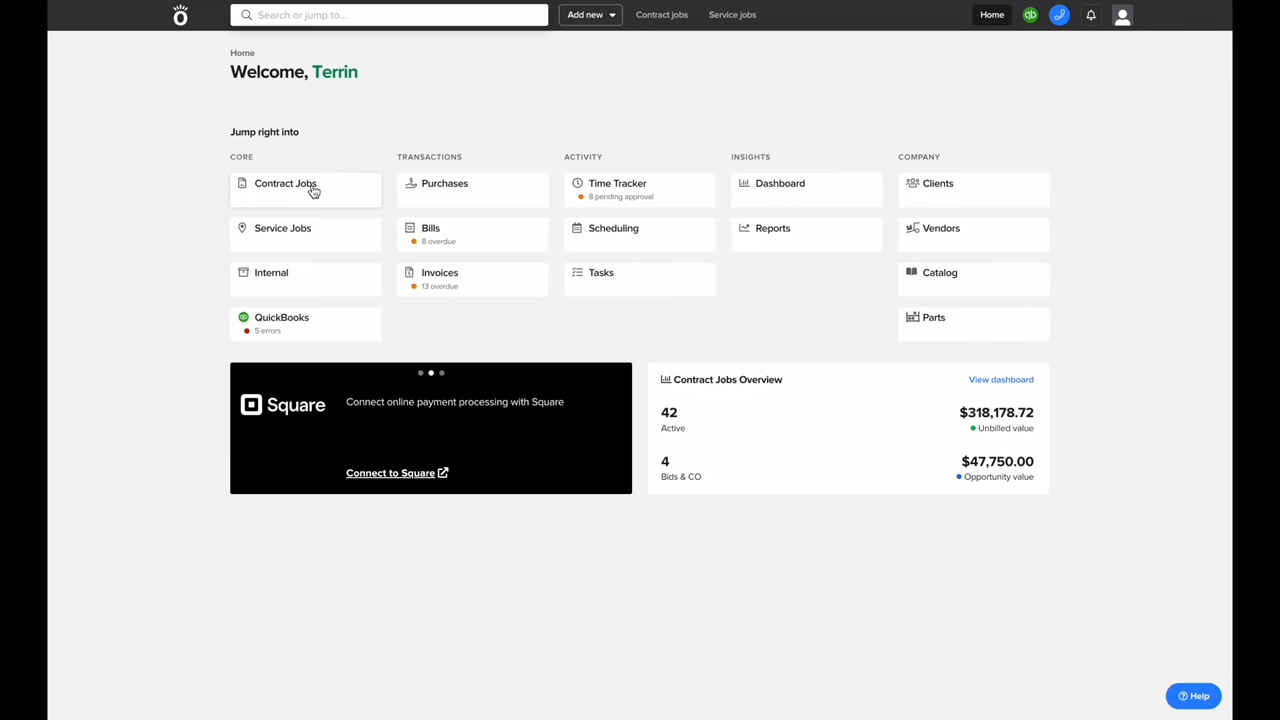 Search or jump to...
Add new
Contract jobs
Service jobs
Home
qb
Home
Welcome, Terrin
Jump right into
CORE
Contract Jobs
Service Jobs
Internal
qb
QuickBooks
5 errors
TRANSACTIONS
Purchases
Bills
8 overdue
Invoices
13 overdue
ACTIVITY
Time Tracker
8 pending approval
Scheduling
Tasks
INSIGHTS
Dashboard
Reports
COMPANY
Clients
Vendors
Catalog
Parts
Square
Connect online payment processing with Square
Connect to Square
Contract Jobs Overview
View dashboard
42
Active
$318,178.72
Unbilled value
4
Bids & CO
$47,750.00
Opportunity value
Help